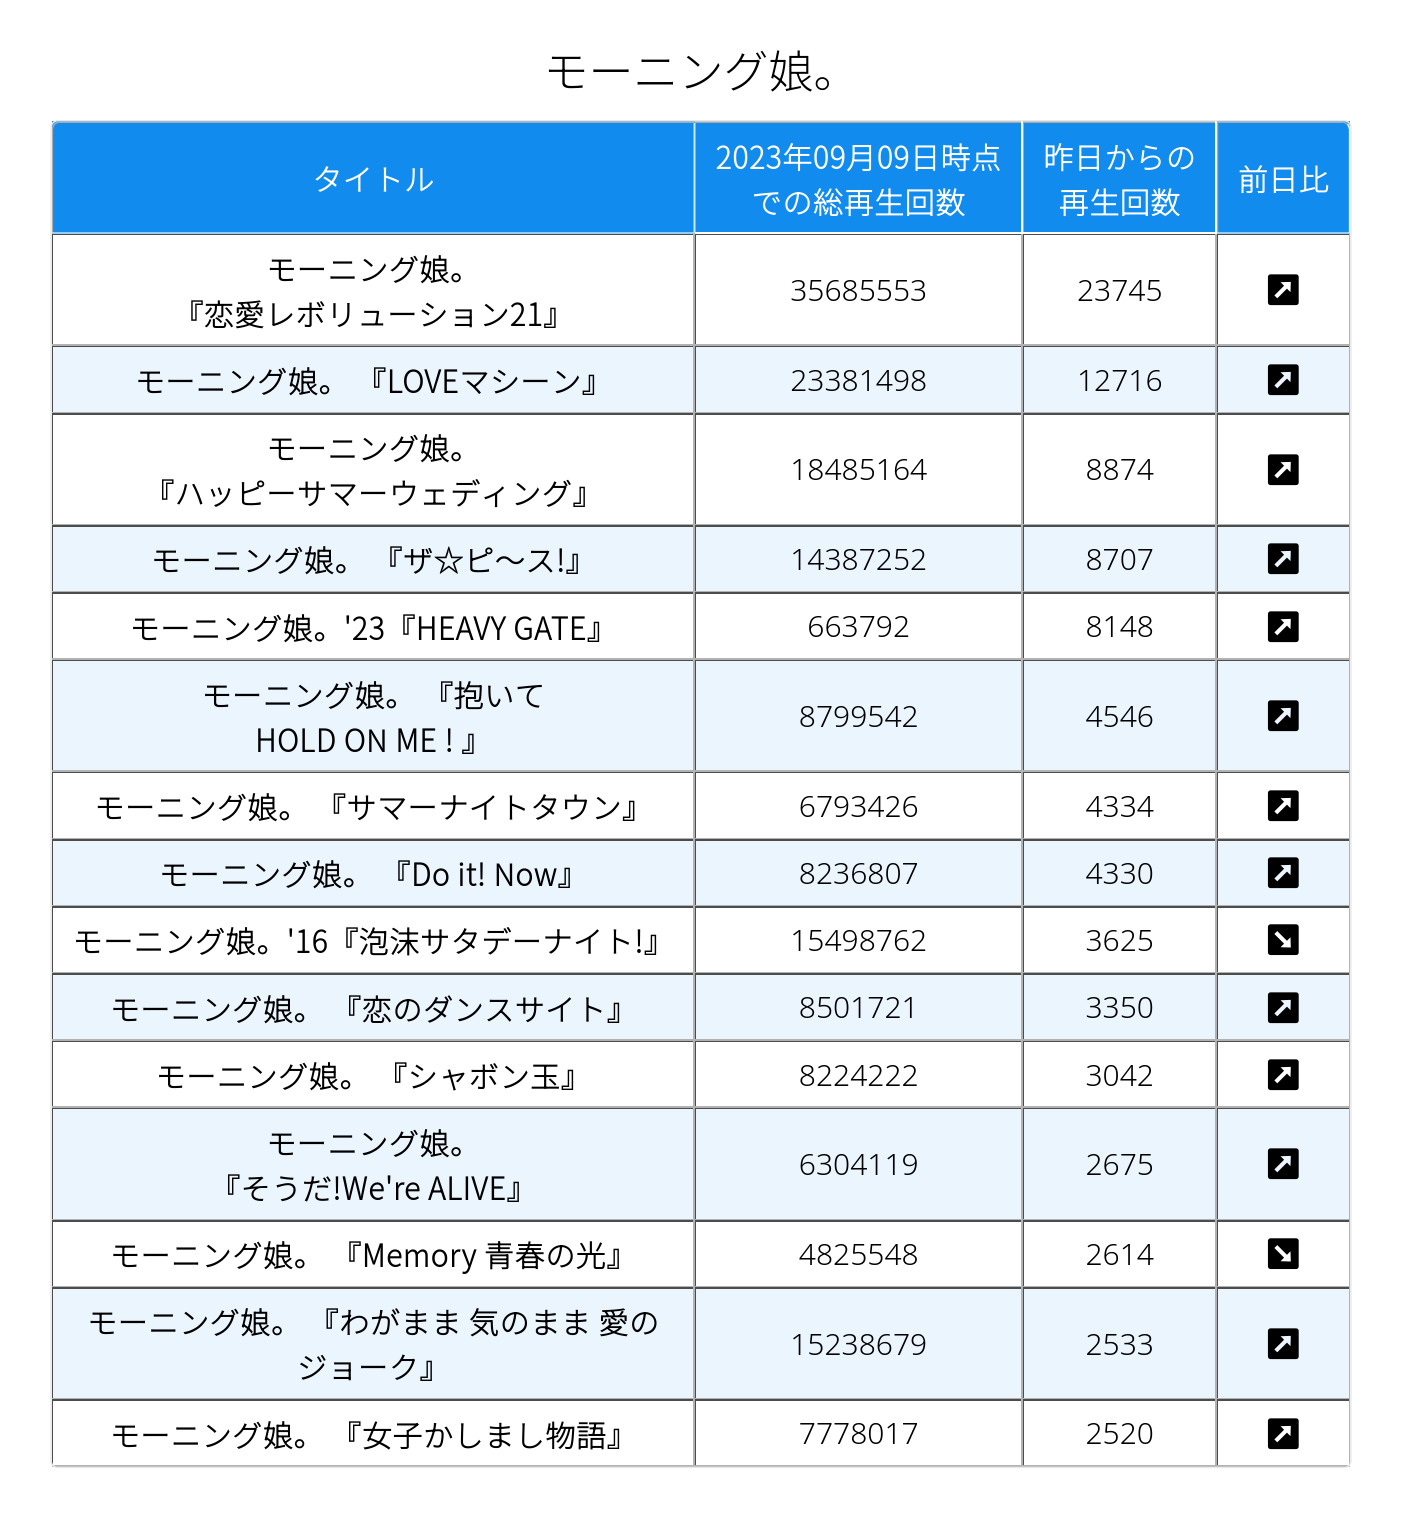 モーニング娘。
タイトル
2023年09月09日時点
での総再生回数
昨日からの
再生回数
前日比
モーニング娘。
『恋愛レボリューション21』
35685553
23745
モーニング娘。 『LOVEマシーン』
23381498
12716
モーニング娘。
『ハッピーサマーウェディング』
18485164
8874
モーニング娘。 『ザ☆ピ〜ス!』
14387252
8707
モーニング娘。'23『HEAVY GATE』
663792
8148
モーニング娘。 『抱いて
HOLD ON ME ! 』
8799542
4546
モーニング娘。 『サマーナイトタウン』
6793426
4334
モーニング娘。 『Do it! Now』
8236807
4330
モーニング娘。'16『泡沫サタデーナイト!』
15498762
3625
モーニング娘。 『恋のダンスサイト』
8501721
3350
モーニング娘。 『シャボン玉』
8224222
3042
モーニング娘。
『そうだ!We're ALIVE』
6304119
2675
モーニング娘。 『Memory 青春の光』
4825548
2614
モーニング娘。 『わがまま 気のまま 愛の
ジョーク』
15238679
2533
モーニング娘。 『女子かしまし物語』
7778017
2520